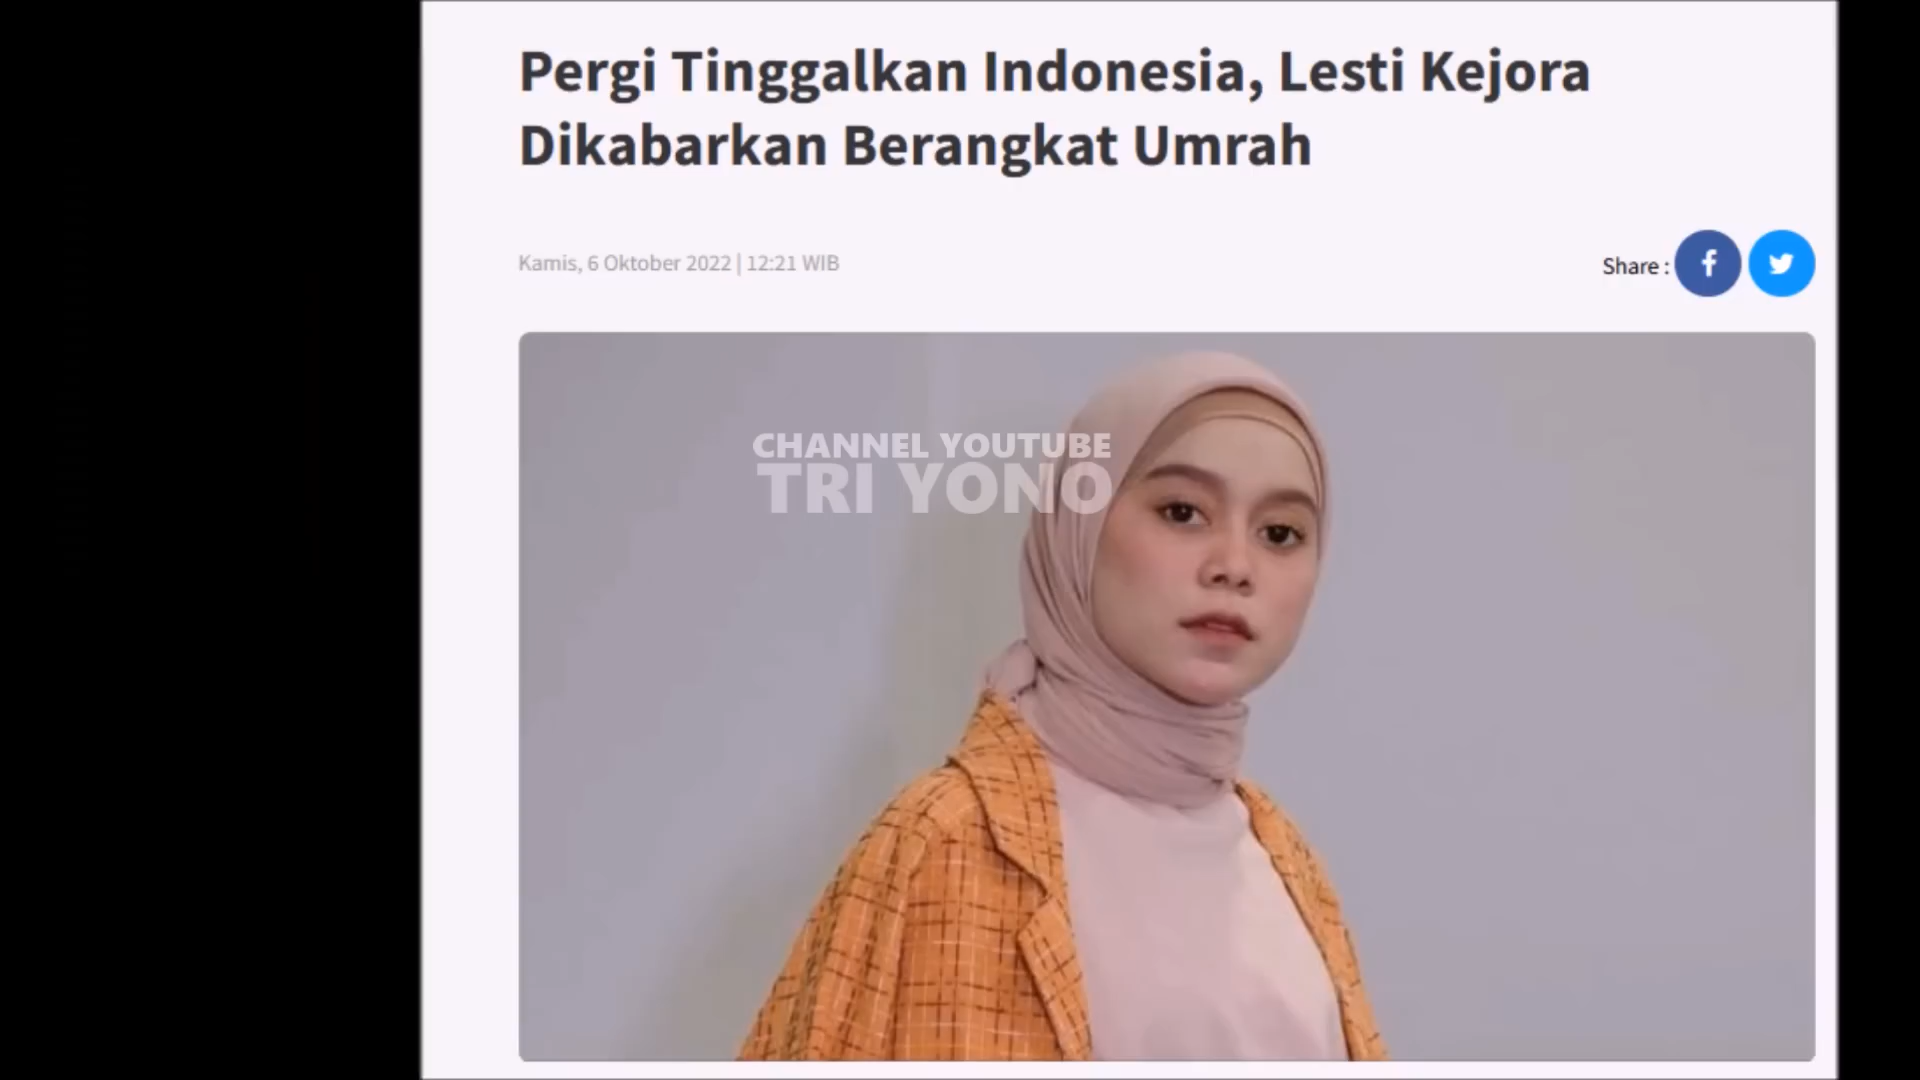 Pergi Tinggalkan Indonesia, Lesti Kejora
Dikabarkan Berangkat Umrah
Kamis, 6 Oktober 2022 | 12:21 WIB
Share :
CHANNEL YOUTUBE
TRI YONO